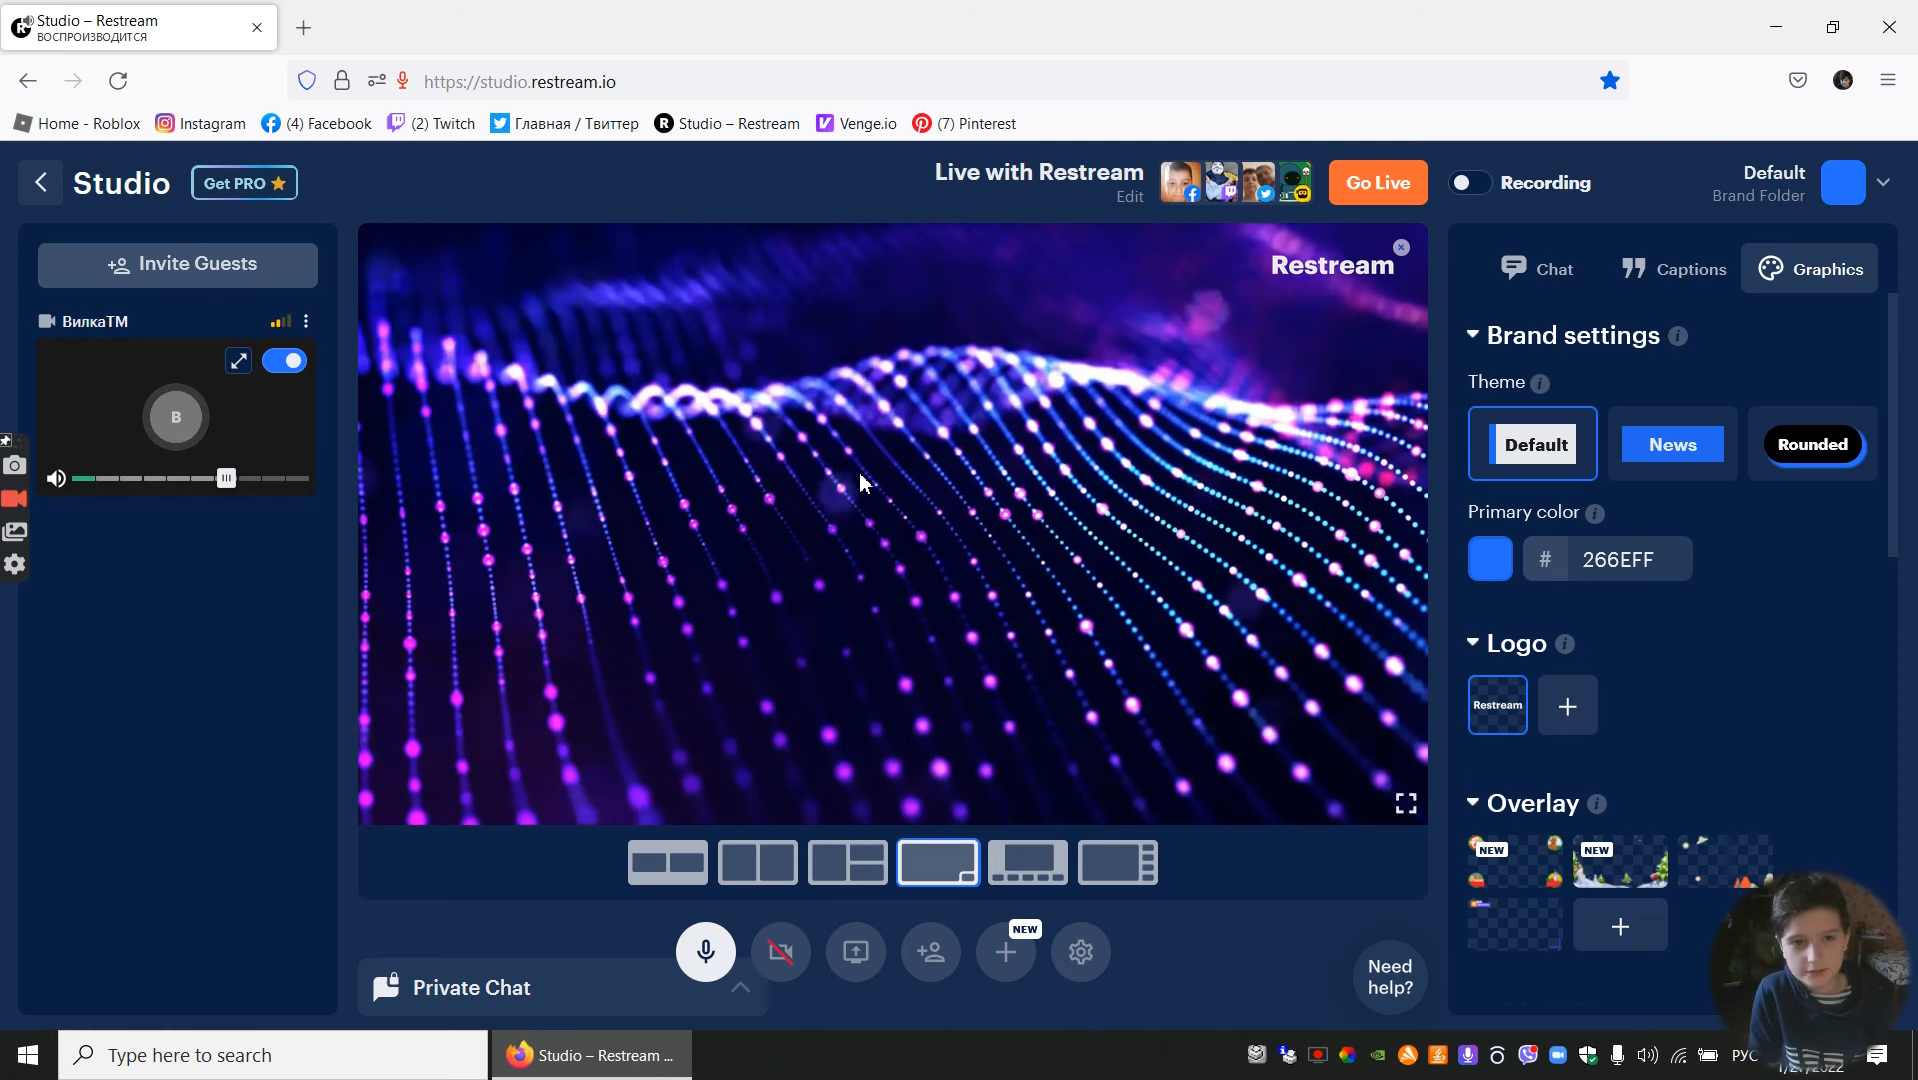 Studio – Restream
ВОСПРОИЗВОДИТСЯ
https://studio.restream.io
Home - Roblox
Instagram
(4) Facebook
(2) Twitch
Главная / Твиттер
Studio – Restream
Venge.io
(7) Pinterest
Studio
Get PRO
Live with Restream
Edit
Go Live
Recording
Default
Brand Folder
Invite Guests
ВилкаТМ
B
Restream
Chat
Captions
Graphics
Brand settings
Theme
Default
News
Rounded
Primary color
# 266EFF
Logo
Restream
Overlay
NEW
NEW
NEW
Private Chat
Need
help?
Type here to search
Studio – Restream ...
РУС